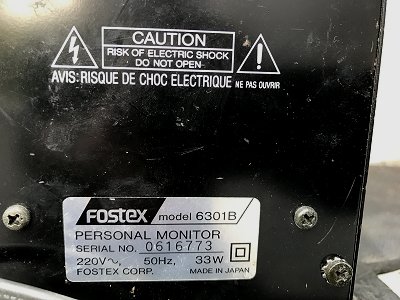 CAUTION
RISK OF ELECTRIC SHOCK
DO NOT OPEN
AVIS: RISQUE DE CHOC ELECTRIQUE NE PAS OUVRIR
FOSTEX model 6301B
PERSONAL MONITOR
SERIAL NO. 0616773
220V~, 50Hz, 33W
FOSTEX CORP. MADE IN JAPAN